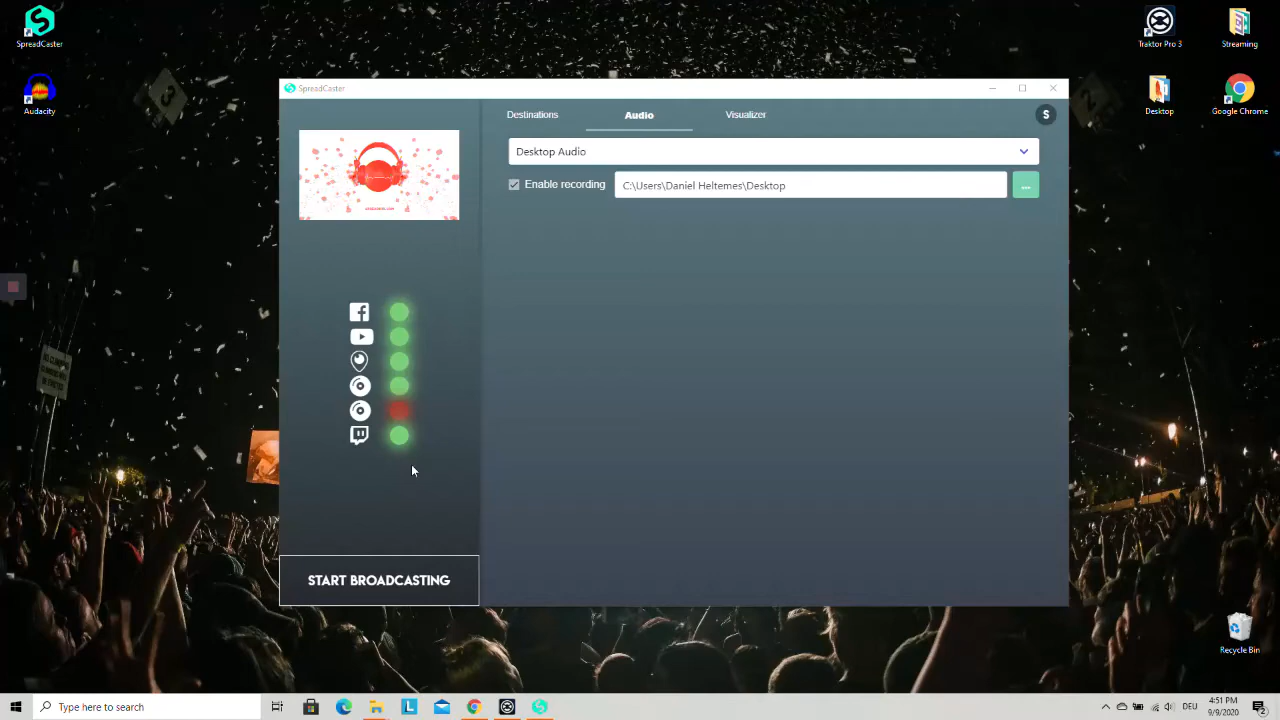 SpreadCaster
Audacity
Traktor Pro 3
Streaming
Desktop
Google Chrome
SpreadCaster
Destinations
Audio
Visualizer
S
Desktop Audio
Enable recording
C:\Users\Daniel Heltemes\Desktop
...
START BROADCASTING
Recycle Bin
Type here to search
L
DEU
4:51 PM
9/9/2020
2